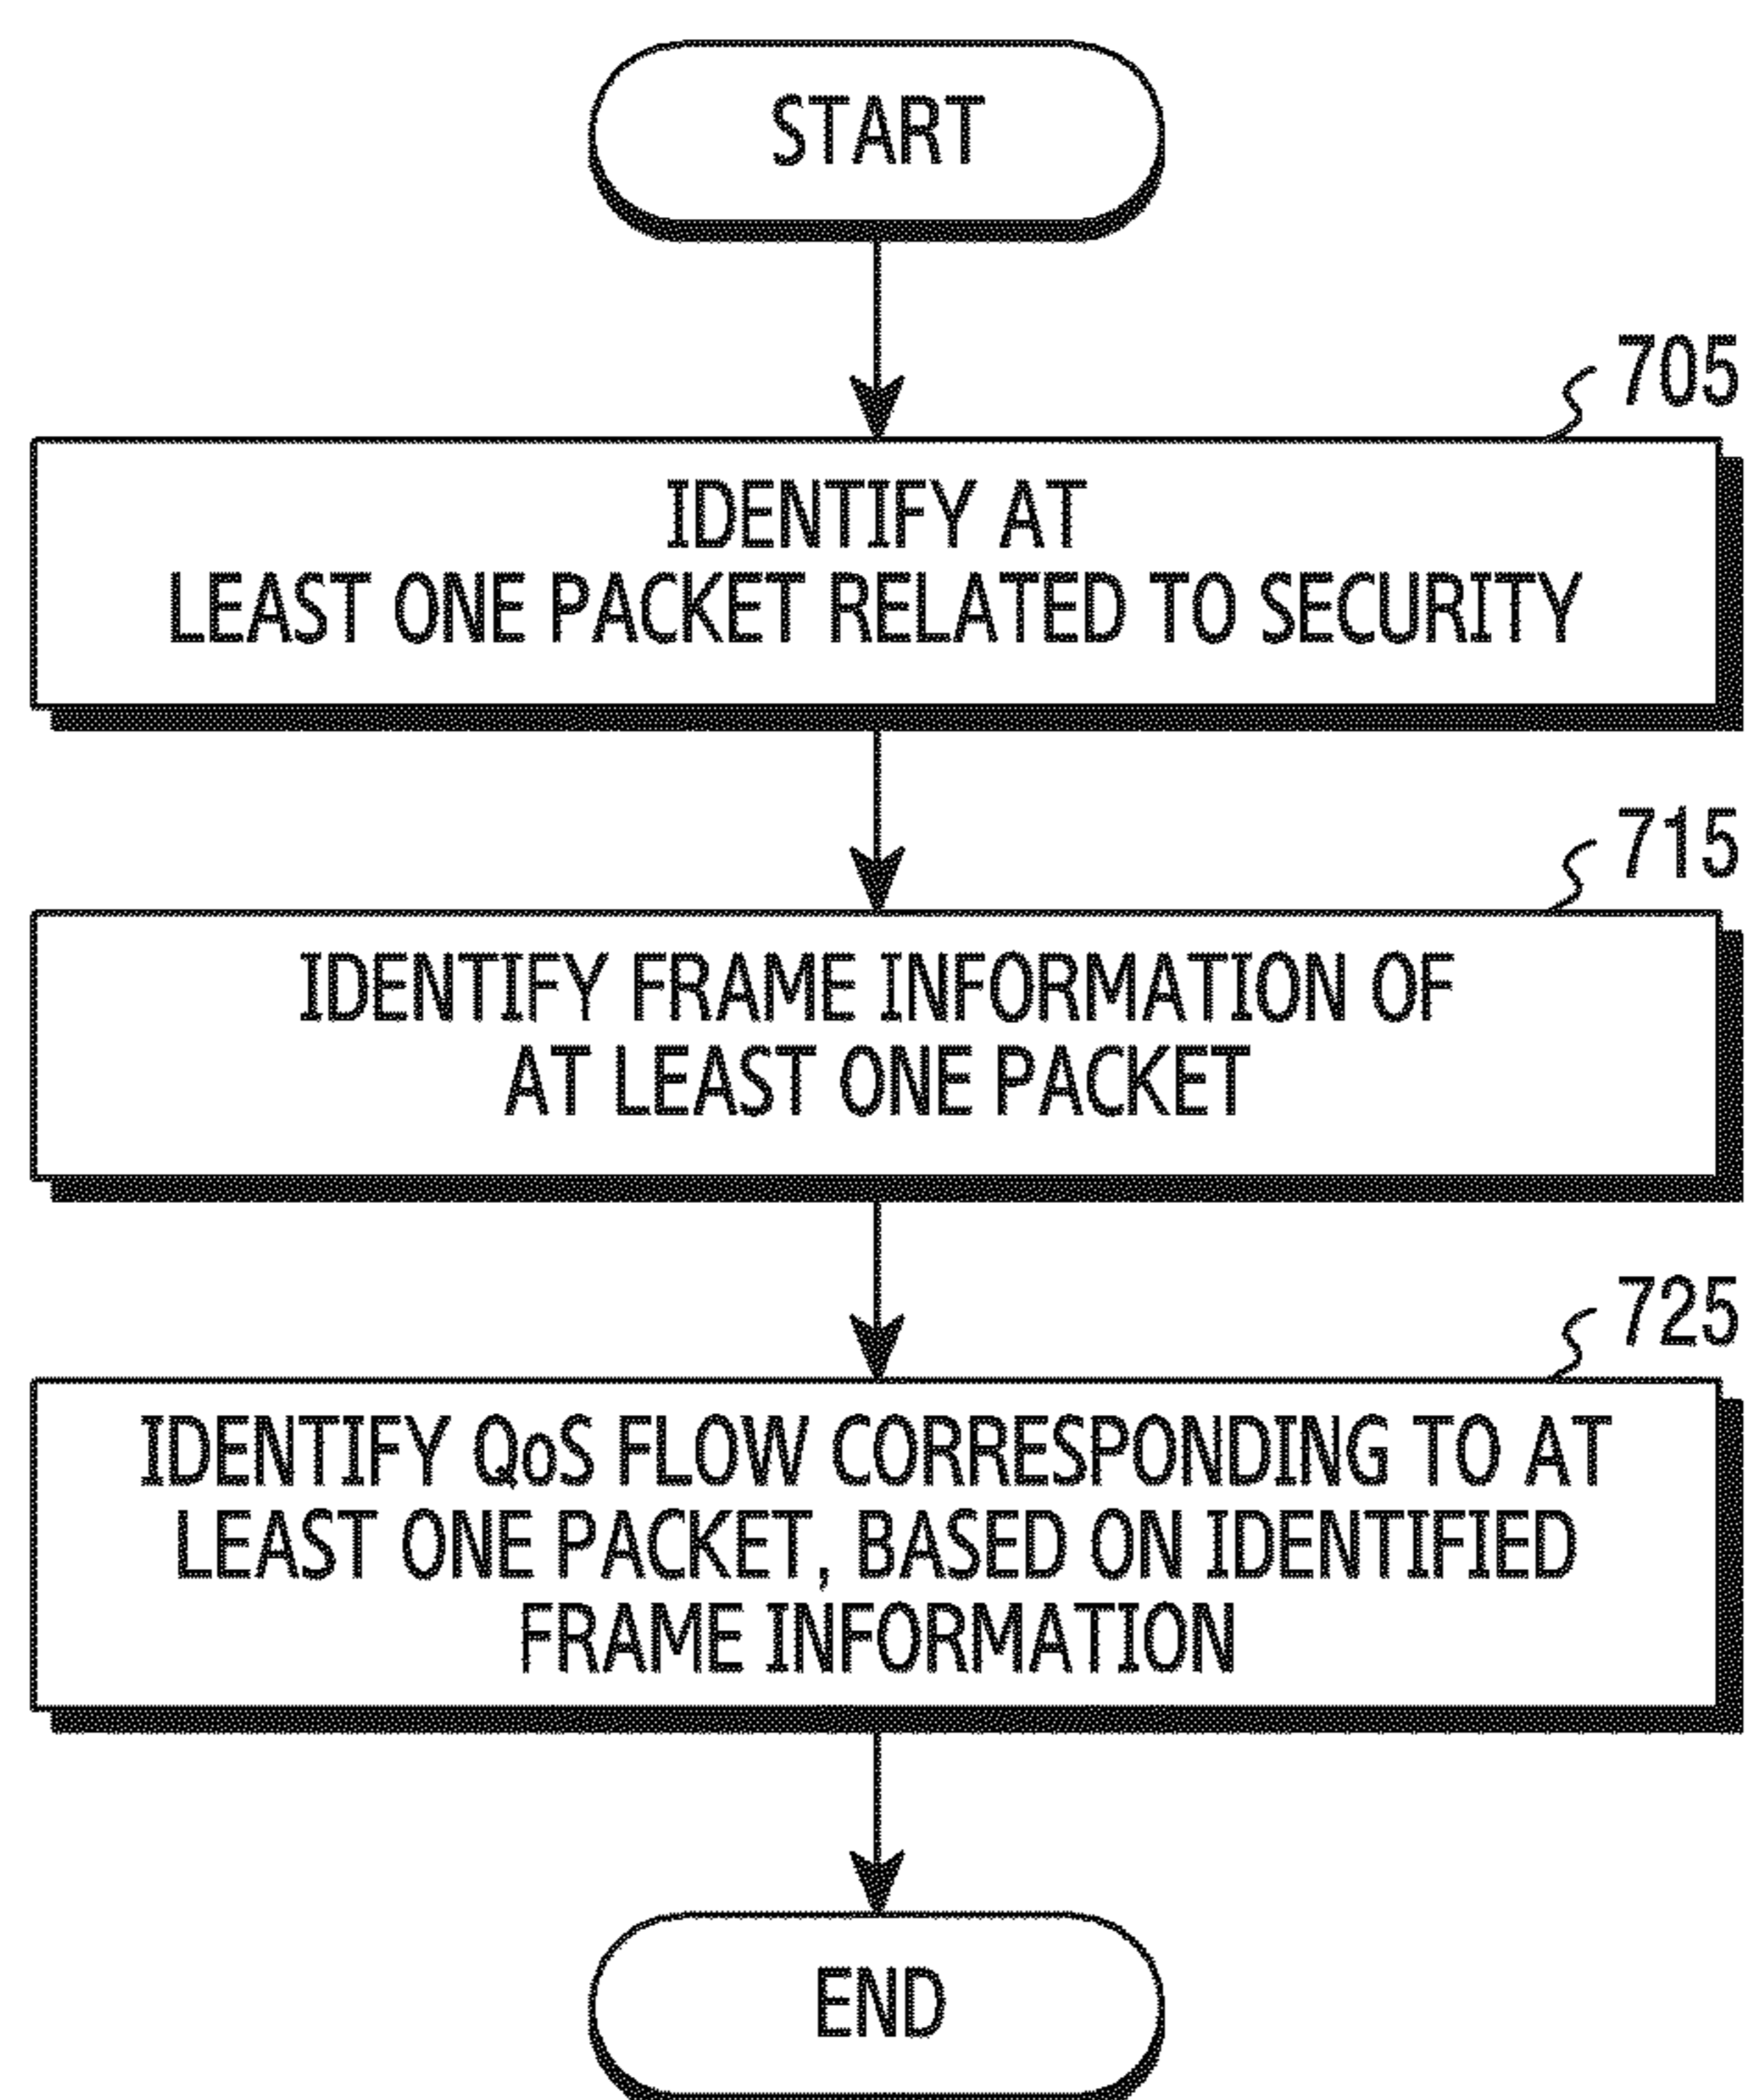 START
705
IDENTIFY AT
LEAST ONE PACKET RELATED TO SECURITY
715
IDENTIFY FRAME INFORMATION OF
AT LEAST ONE PACKET
725
IDENTIFY QoS FLOW CORRESPONDING TO AT
LEAST ONE PACKET, BASED ON IDENTIFIED
FRAME INFORMATION
END